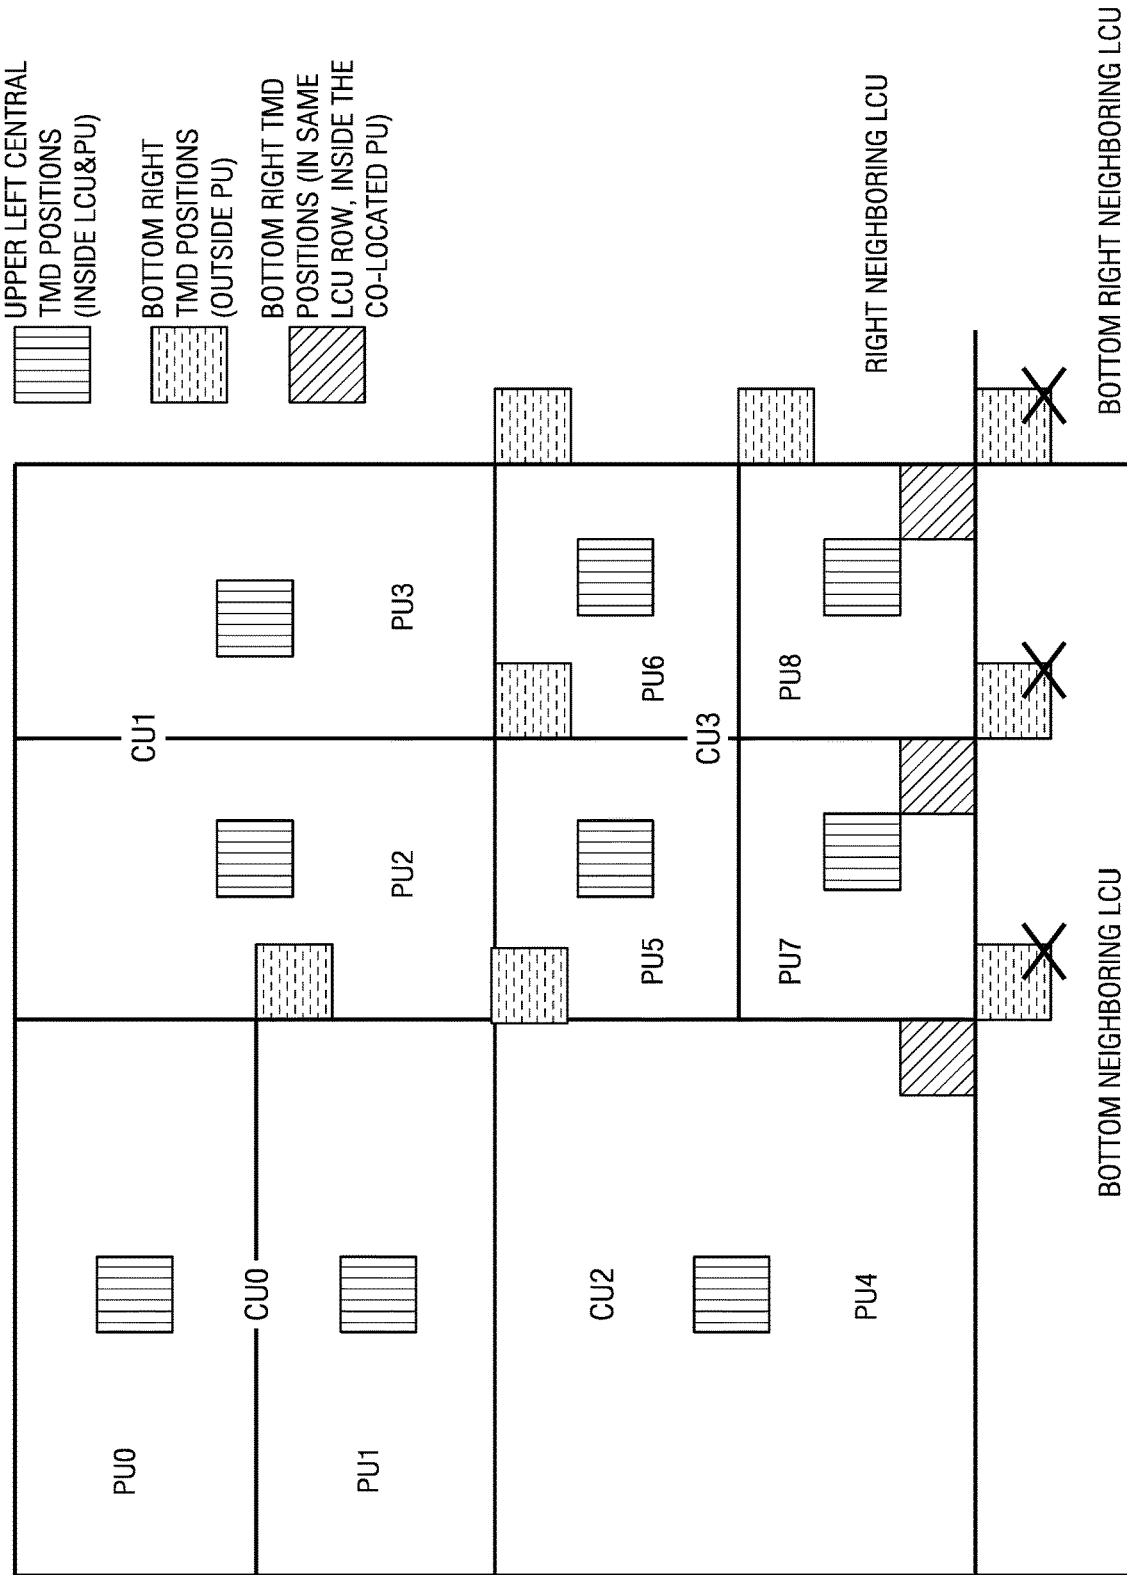 UPPER LEFT CENTRAL
TMD POSITIONS
(INSIDE LCU&PU)
BOTTOM RIGHT
TMD POSITIONS
(OUTSIDE PU)
BOTTOM RIGHT TMD
POSITIONS (IN SAME
LCU ROW, INSIDE THE
CO-LOCATED PU)
PU0
CU0
PU1
CU1
PU2
PU3
CU2
PU4
PU5
PU6
CU3
PU7
PU8
RIGHT NEIGHBORING LCU
BOTTOM NEIGHBORING LCU
BOTTOM RIGHT NEIGHBORING LCU